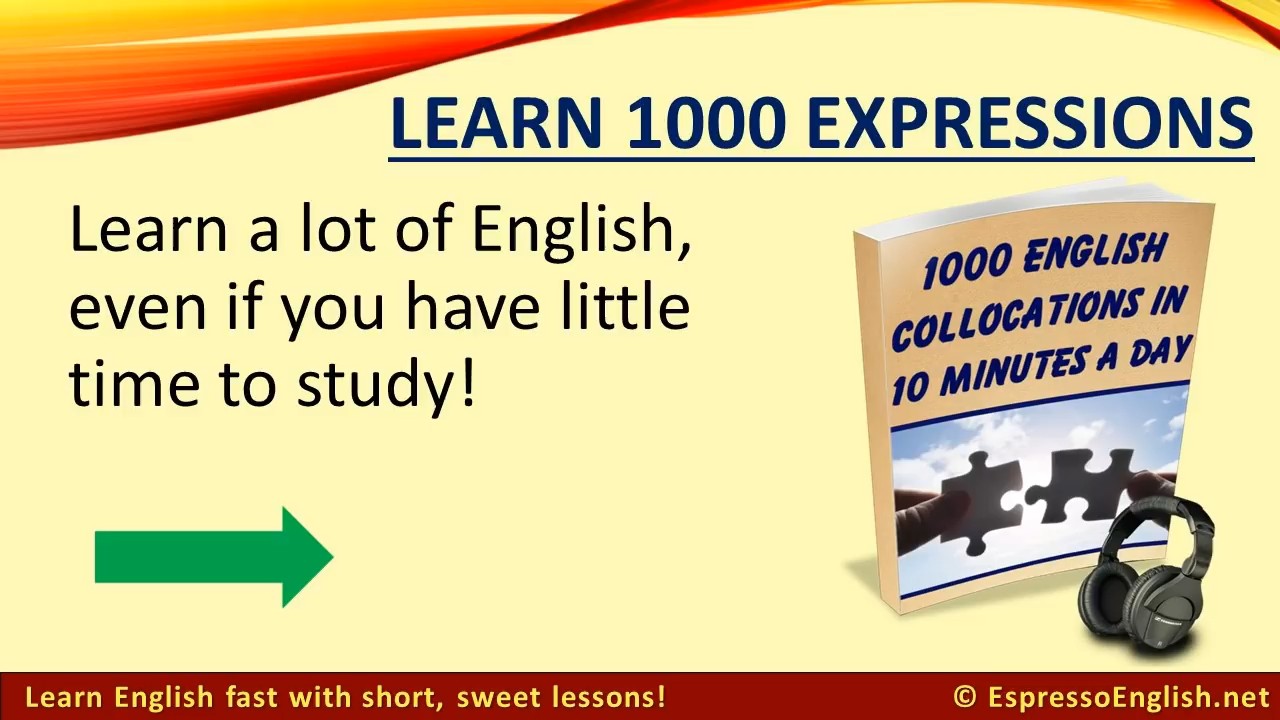 LEARN 1000 EXPRESSIONS
Learn a lot of English,
even if you have little
time to study!
1000 ENGLISH
COLLOCATIONS IN
10 MINUTES A DAY
Learn English fast with short, sweet lessons!
© EspressoEnglish.net